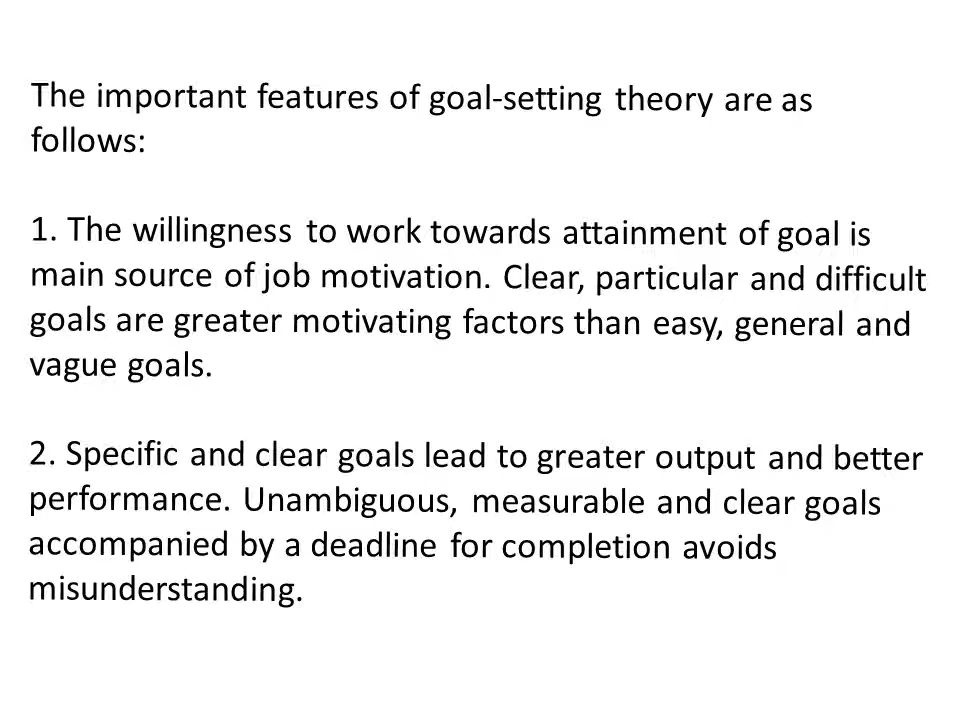 The important features of goal-setting theory are as
follows:
1. The willingness to work towards attainment of goal is
main source of job motivation. Clear, particular and difficult
goals are greater motivating factors than easy, general and
vague goals.
2. Specific and clear goals lead to greater output and better
performance. Unambiguous, measurable and clear goals
accompanied by a deadline for completion avoids
misunderstanding.